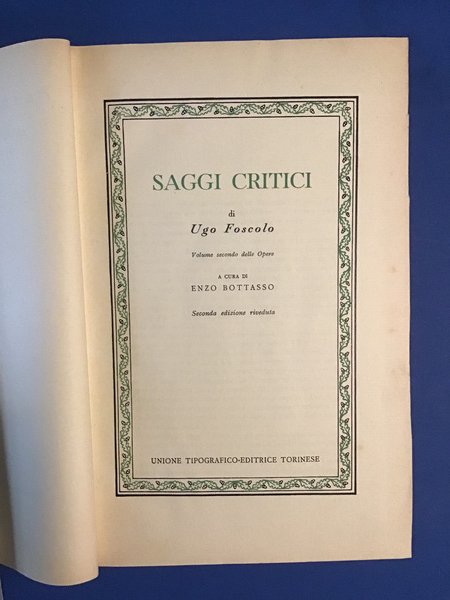 SAGGI CRITICI
di
Ugo Foscolo
Volume secondo delle Opere
A CURA DI
ENZO BOTTASSO
Seconda edizione riveduta
UNIONE TIPOGRAFICO-EDITRICE TORINESE